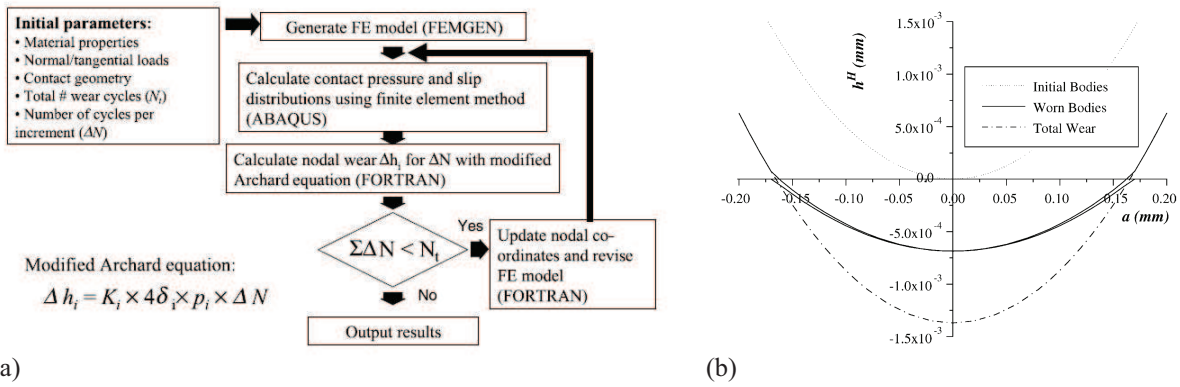 Initial parameters:
• Material properties
• Normal/tangential loads
• Contact geometry
• Total # wear cycles (Nₜ)
• Number of cycles per
increment (ΔN)
Generate FE model (FEMGEN)
Calculate contact pressure and slip
distributions using finite element method
(ABAQUS)
Calculate nodal wear Δhᵢ for ΔN with modified
Archard equation (FORTRAN)
ΣΔN < Nₜ
Yes
No
Update nodal co-
ordinates and revise
FE model
(FORTRAN)
Output results
Modified Archard equation:
Δhᵢ = Kᵢ × 4δᵢ × pᵢ × ΔN
a)
hᴴ (mm)
1.5x10⁻³
1.0x10⁻³
5.0x10⁻⁴
0.0
-5.0x10⁻⁴
-1.0x10⁻³
-1.5x10⁻³
Initial Bodies
Worn Bodies
Total Wear
-0.20 -0.15 -0.10 -0.05 0.00 0.05 0.10 0.15 0.20
a (mm)
(b)